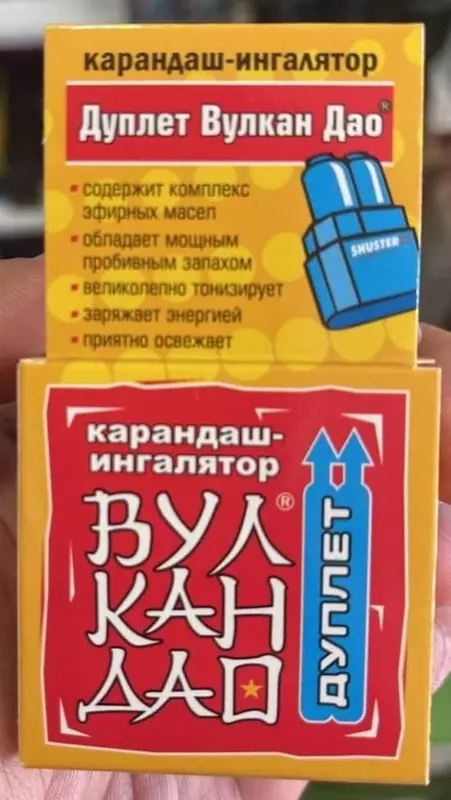 карандаш-ингалятор
Дуплет Вулкан Дао®
• содержит комплекс
эфирных масел
• обладает мощным
пробивным запахом
• великолепно тонизирует
• заряжает энергией
• приятно освежает
SHUSTER
карандаш-
ингалятор
ВУЛ®
КАН
ДАО
ДУПЛЕТ